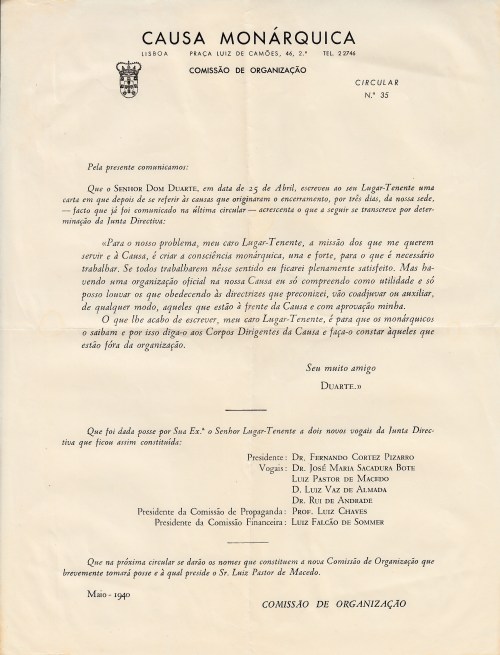 CAUSA MONÁRQUICA
LISBOA PRAÇA LUIZ DE CAMÕES, 46, 2.º TEL. 2 2746
COMISSÃO DE ORGANIZAÇÃO
CIRCULAR
N.º 35
Pela presente comunicamos:
Que o SENHOR DOM DUARTE, em data de 25 de Abril, escreveu ao seu Lugar-Tenente uma
carta em que depois de se referir às causas que originaram o encerramento, por três dias, da nossa sede,
— facto que já foi comunicado na última circular — acrescenta o que a seguir se transcreve por deter-
minação da Junta Directiva:
«Para o nosso problema, meu caro Lugar-Tenente, a missão dos que me querem
servir e à Causa, é criar a consciência monárquica, una e forte, para o que é necessário
trabalhar. Se todos trabalharem nêsse sentido eu ficarei plenamente satisfeito. Mas ha-
vendo uma organização oficial na nossa Causa eu só compreendo como utilidade e só
posso louvar os que obedecendo às directrizes que preconizei, vão coadjuvar ou auxiliar,
de qualquer modo, aqueles que estão à frente da Causa e com aprovação minha.
O que lhe acabo de escrever, meu caro Lugar-Tenente, é para que os monárquicos
o saibam e por isso diga-o aos Corpos Dirigentes da Causa e faça-o constar àqueles que
estão fóra da organização.
Seu muito amigo
DUARTE.»
Que foi dada posse por Sua Ex.ª o Senhor Lugar-Tenente a dois novos vogais da Junta Direc-
tiva que ficou assim constituída:
Presidente: DR. FERNANDO CORTEZ PIZARRO
Vogais: DR. JOSÉ MARIA SACADURA BOTE
LUIZ PASTOR DE MACEDO
D. LUIZ VAZ DE ALMADA
DR. RUI DE ANDRADE
Presidente da Comissão de Propaganda: PROF. LUIZ CHAVES
Presidente da Comissão Financeira: LUIZ FALCÃO DE SOMMER
Que na próxima circular se darão os nomes que constituem a nova Comissão de Organização que
brevemente tomará posse e à qual preside o Sr. Luiz Pastor de Macedo.
Maio - 1940
COMISSÃO DE ORGANIZAÇÃO